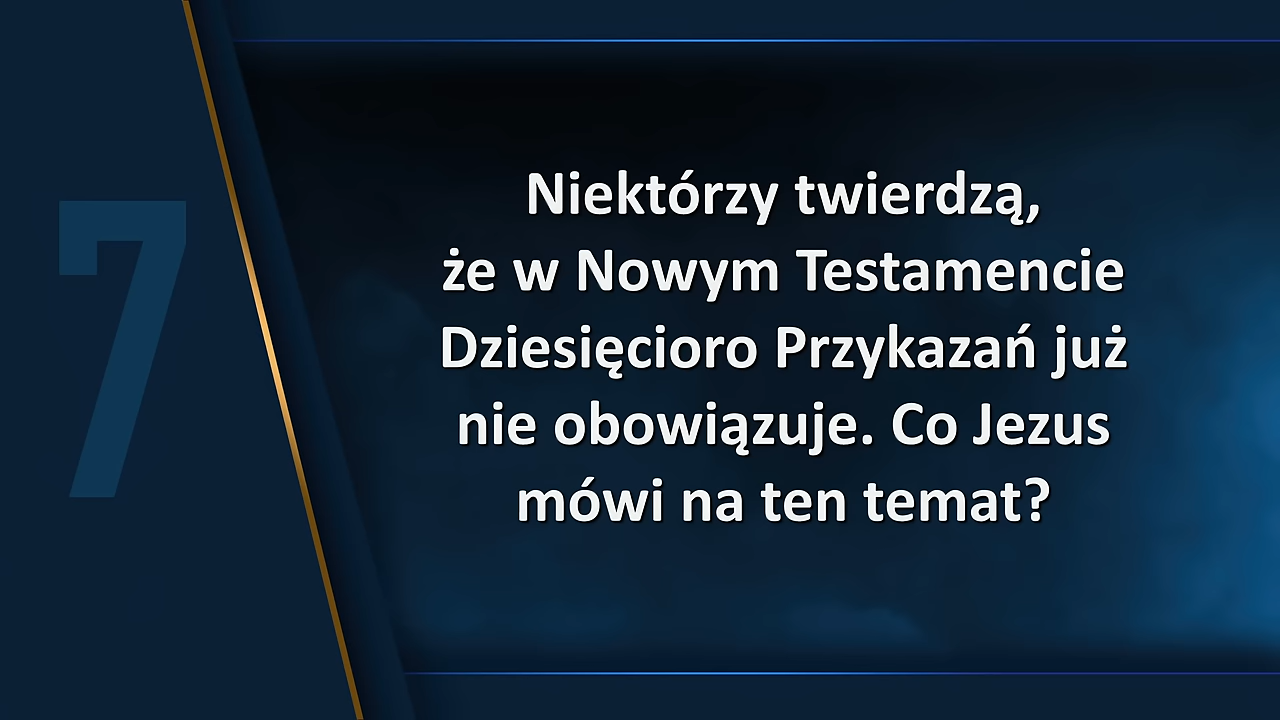 7
Niektórzy twierdzą,
że w Nowym Testamencie
Dziesięcioro Przykazań już
nie obowiązuje. Co Jezus
mówi na ten temat?